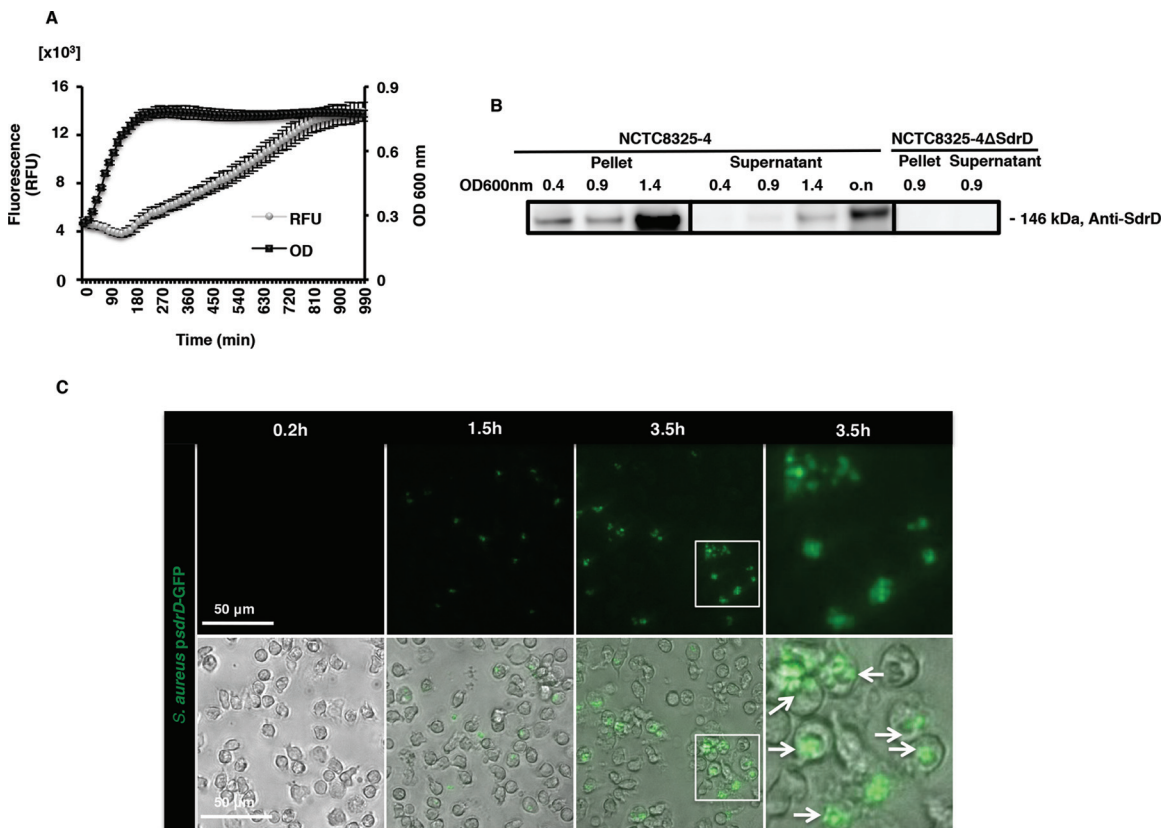 A
[x10³]
16
12
8
4
0
Fluorescence
(RFU)
0.9
0.6
0.3
0
OD 600 nm
RFU
OD
0 90 180 270 360 450 540 630 720 810 900 990
Time (min)
B
NCTC8325-4 NCTC8325-4ΔSdrD
Pellet Supernatant Pellet Supernatant
OD600nm 0.4 0.9 1.4 0.4 0.9 1.4 o.n 0.9 0.9
- 146 kDa, Anti-SdrD
C
0.2h 1.5h 3.5h 3.5h
S. aureus psdrD-GFP
50 µm
50 µm